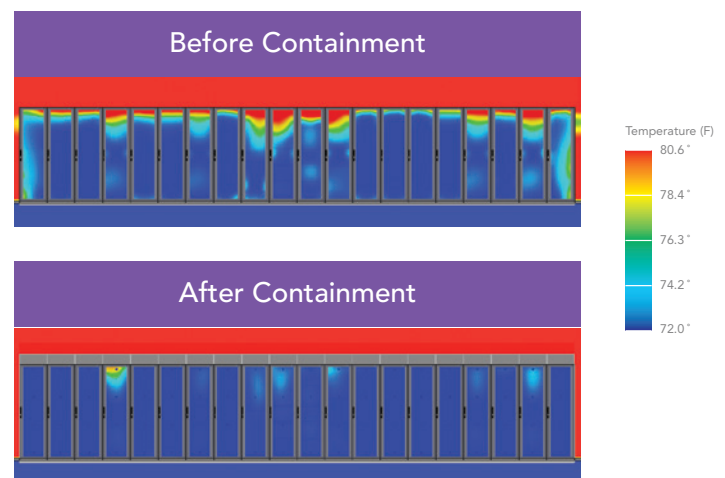 Before Containment
Temperature (F)
80.6˚
78.4˚
76.3˚
74.2˚
72.0˚
After Containment